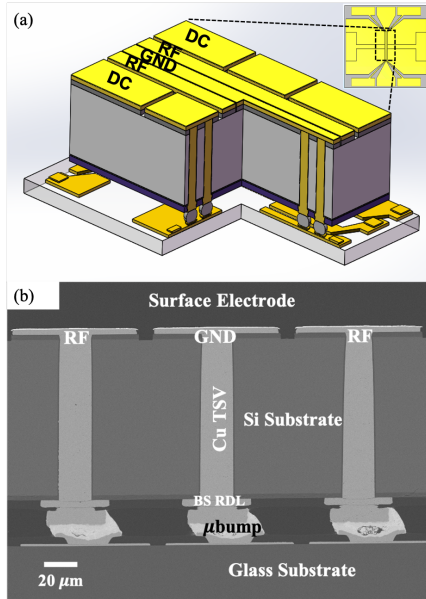 (a)
DC
RF
GND
RF
DC
(b)
Surface Electrode
RF GND RF
Cu TSV
Si Substrate
BS RDL
μbump
20 μm
Glass Substrate